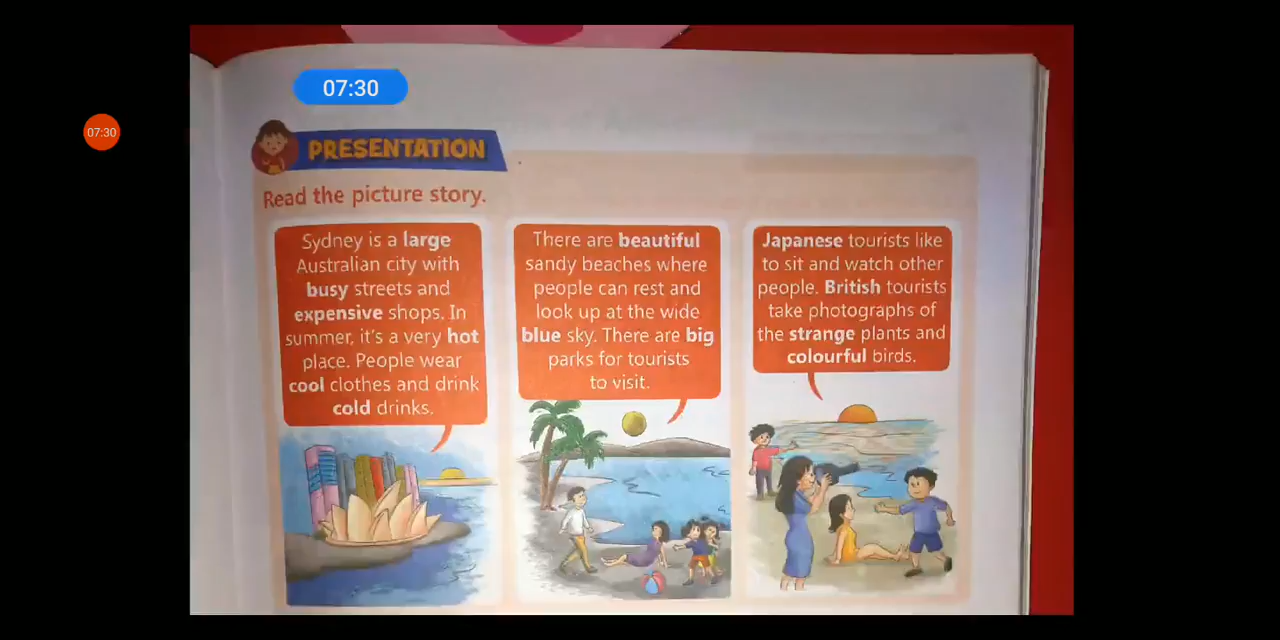 07:30
07:30
PRESENTATION
Read the picture story.
Sydney is a large
Australian city with
busy streets and
expensive shops. In
summer, it's a very hot
place. People wear
cool clothes and drink
cold drinks.
There are beautiful
sandy beaches where
people can rest and
look up at the wide
blue sky. There are big
parks for tourists
to visit.
Japanese tourists like
to sit and watch other
people. British tourists
take photographs of
the strange plants and
colourful birds.